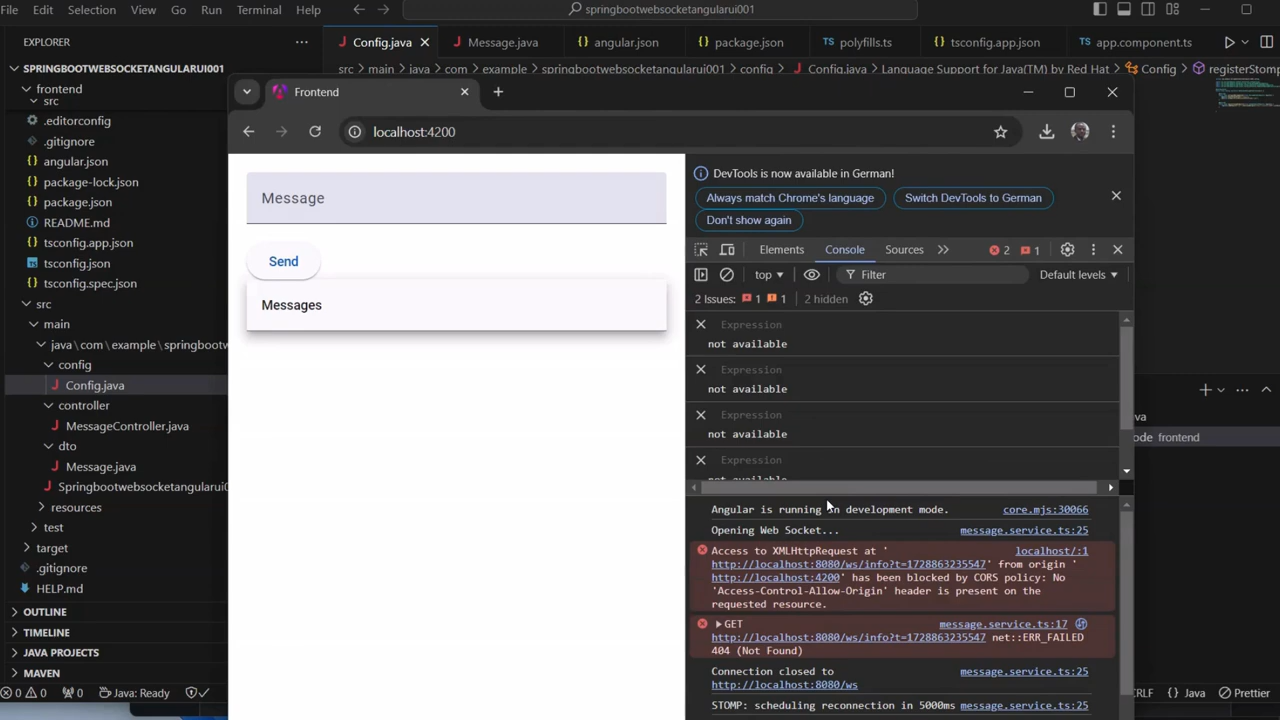 File Edit Selection View Go Run Terminal Help
springbootwebsocketangularui001
EXPLORER
SPRINGBOOTWEBSOCKETANGULARUI001
frontend
src
.editorconfig
.gitignore
angular.json
package-lock.json
package.json
README.md
tsconfig.app.json
tsconfig.json
tsconfig.spec.json
src
main
java\com\example\springbootw
config
Config.java
controller
MessageController.java
dto
Message.java
Springbootwebsocketangularui0
resources
test
target
.gitignore
HELP.md
OUTLINE
TIMELINE
JAVA PROJECTS
MAVEN
0 0 0 Java: Ready
Config.java Message.java angular.json package.json polyfills.ts tsconfig.app.json app.component.ts
src > main > java > com > example > springbootwebsocketangularui001 > config > Config.java > Language Support for Java(TM) by Red Hat > Config > registerStomp
Frontend
localhost:4200
Message
Send
Messages
DevTools is now available in German!
Always match Chrome's language Switch DevTools to German
Don't show again
Elements Console Sources 2 1
top Filter Default levels
2 Issues: 1 1 2 hidden
Expression
not available
Expression
not available
Expression
not available
Expression
not available
Angular is running in development mode. core.mjs:30066
Opening Web Socket... message.service.ts:25
Access to XMLHttpRequest at ' localhost/:1
http://localhost:8080/ws/info?t=1728863235547' from origin '
http://localhost:4200' has been blocked by CORS policy: No
'Access-Control-Allow-Origin' header is present on the
requested resource.
GET message.service.ts:17
http://localhost:8080/ws/info?t=1728863235547 net::ERR_FAILED
404 (Not Found)
Connection closed to message.service.ts:25
http://localhost:8080/ws
STOMP: scheduling reconnection in 5000ms message.service.ts:25
va
ode frontend
CRLF Java Prettier